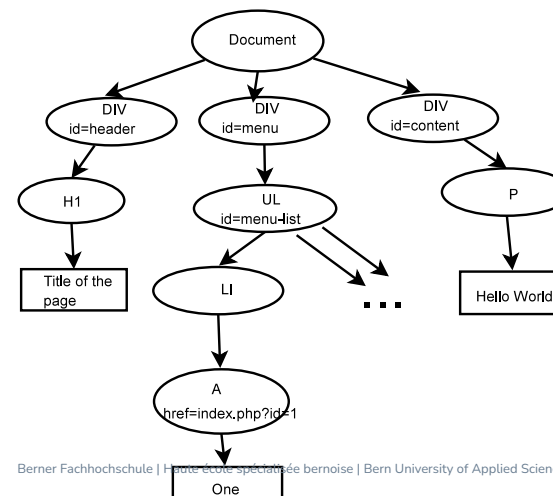 Document
DIV
id=header
DIV
id=menu
DIV
id=content
H1
UL
id=menu-list
P
Title of the
page
LI
...
Hello World
A
href=index.php?id=1
Berner Fachhochschule | Haute école spécialisée bernoise | Bern University of Applied Scien
One